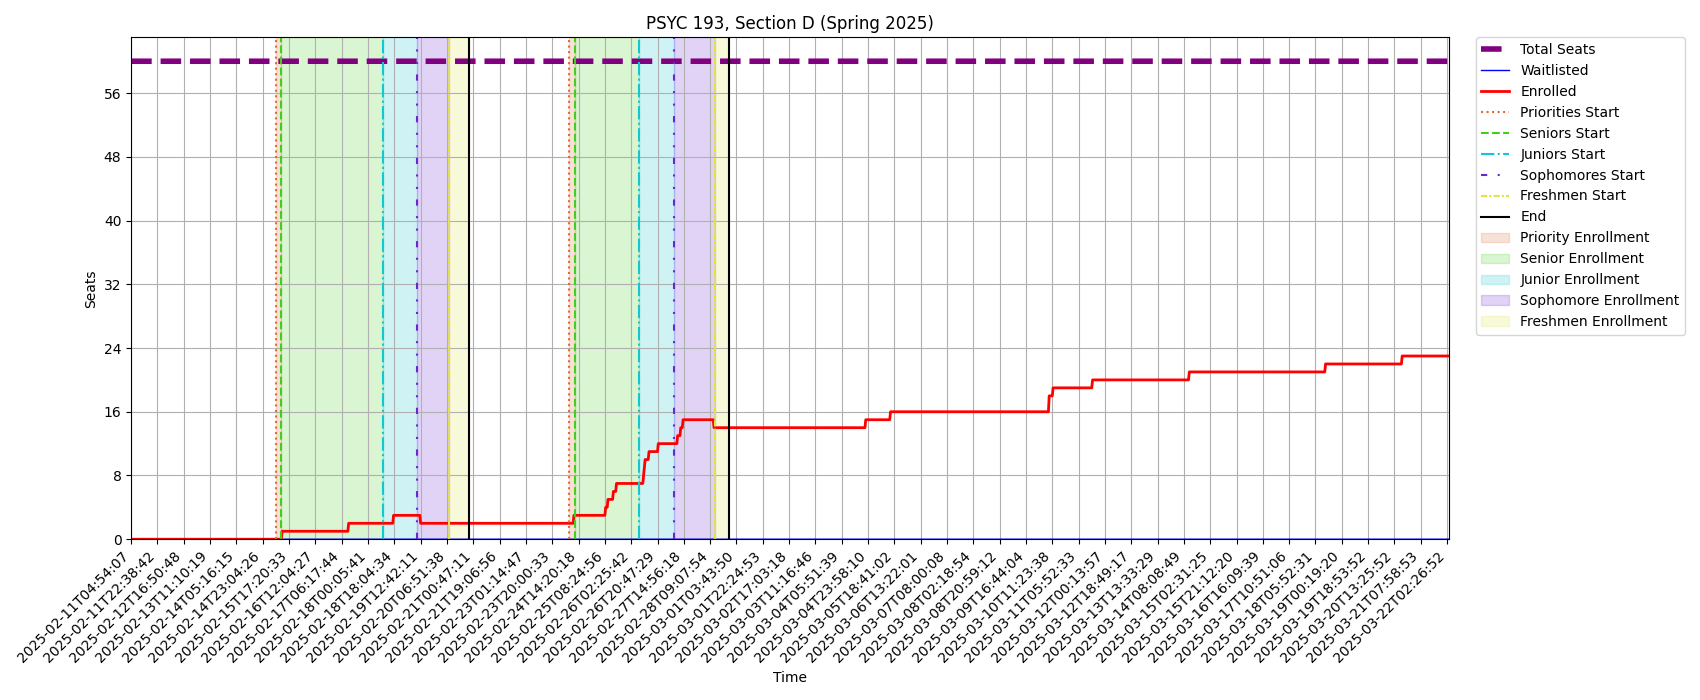 PSYC 193, Section D (Spring 2025)
Total Seats
Waitlisted
Enrolled
Priorities Start
Seniors Start
Juniors Start
Sophomores Start
Freshmen Start
End
Priority Enrollment
Senior Enrollment
Junior Enrollment
Sophomore Enrollment
Freshmen Enrollment
Seats
56
48
40
32
24
16
8
0
2025-02-11T04:54:07
2025-02-11T22:38:42
2025-02-12T16:50:48
2025-02-13T11:10:19
2025-02-14T05:16:15
2025-02-14T23:04:26
2025-02-15T17:20:33
2025-02-16T12:04:27
2025-02-17T06:17:44
2025-02-18T00:05:41
2025-02-18T18:04:34
2025-02-19T12:42:11
2025-02-20T06:51:38
2025-02-21T00:47:11
2025-02-21T19:06:56
2025-02-22T13:14:47
2025-02-23T20:00:33
2025-02-24T14:20:18
2025-02-25T08:24:56
2025-02-26T02:25:42
2025-02-26T20:47:29
2025-02-27T14:56:18
2025-02-28T09:07:54
2025-03-01T03:43:50
2025-03-01T22:24:53
2025-03-02T17:03:18
2025-03-03T11:16:46
2025-03-04T05:51:39
2025-03-04T23:58:10
2025-03-05T18:41:02
2025-03-06T13:22:01
2025-03-07T08:00:08
2025-03-08T02:18:54
2025-03-08T20:59:12
2025-03-09T16:44:04
2025-03-10T11:23:38
2025-03-11T05:52:33
2025-03-12T00:13:57
2025-03-12T18:49:17
2025-03-13T13:33:29
2025-03-14T08:08:49
2025-03-15T02:31:25
2025-03-15T21:12:20
2025-03-16T16:09:39
2025-03-17T10:51:06
2025-03-18T05:52:31
2025-03-19T00:19:20
2025-03-19T18:53:52
2025-03-20T13:25:52
2025-03-21T07:58:53
2025-03-22T02:26:52
Time